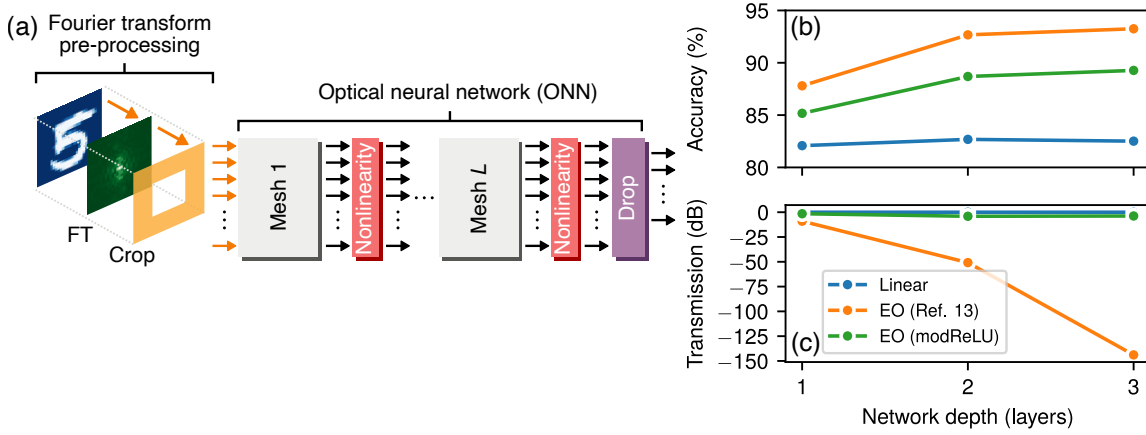 (a)
Fourier transform
pre-processing
5
FT
Crop
Optical neural network (ONN)
Mesh 1
Nonlinearity
...
Mesh L
Nonlinearity
Drop
(b)
Accuracy (%)
95
90
85
80
(c)
Transmission (dB)
0
−25
−50
−75
−100
−125
−150
Linear
EO (Ref. 13)
EO (modReLU)
1 2 3
Network depth (layers)